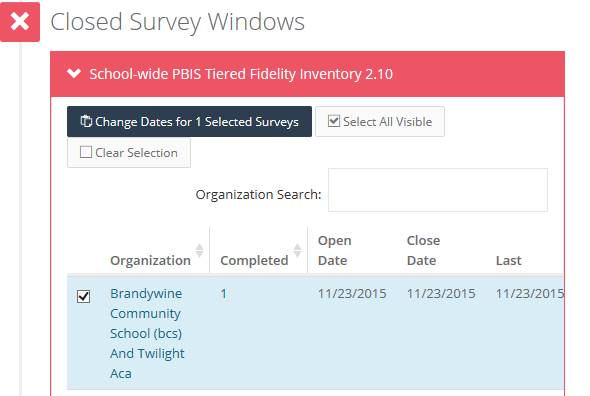 Closed Survey Windows
School-wide PBIS Tiered Fidelity Inventory 2.10
Change Dates for 1 Selected Surveys
Select All Visible
Clear Selection
Organization Search:
Organization Completed Open Date Close Date Last
Brandywine 1 11/23/2015 11/23/2015 11/23/2015
Community
School (bcs)
And Twilight
Aca